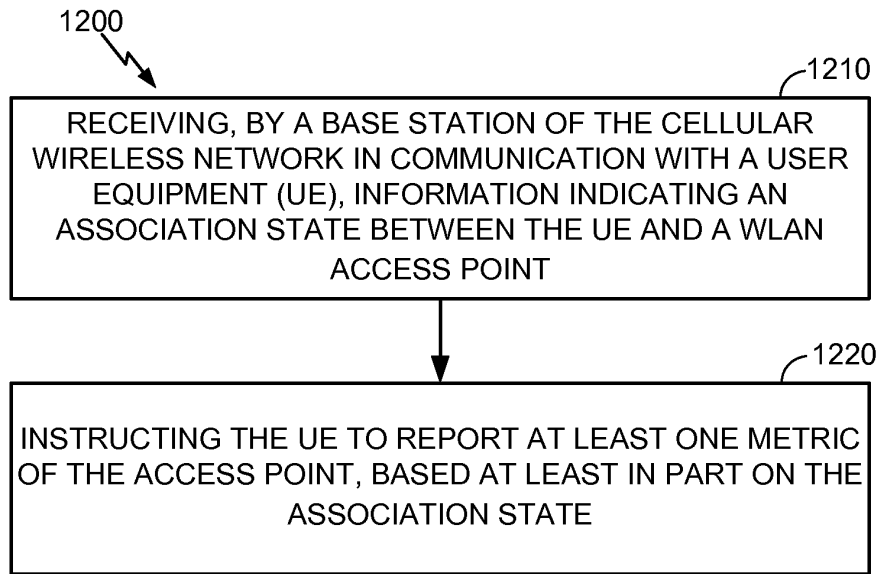 1200
1210
RECEIVING, BY A BASE STATION OF THE CELLULAR
WIRELESS NETWORK IN COMMUNICATION WITH A USER
EQUIPMENT (UE), INFORMATION INDICATING AN
ASSOCIATION STATE BETWEEN THE UE AND A WLAN
ACCESS POINT
1220
INSTRUCTING THE UE TO REPORT AT LEAST ONE METRIC
OF THE ACCESS POINT, BASED AT LEAST IN PART ON THE
ASSOCIATION STATE